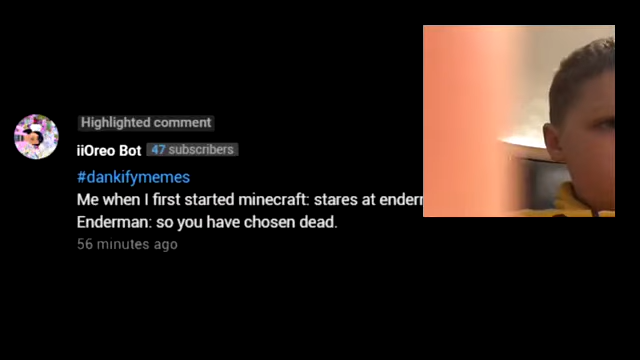 Highlighted comment
iiOreo Bot 47 subscribers
#dankifymemes
Me when I first started minecraft: stares at
Enderman: so you have chosen dead.
56 minutes ago